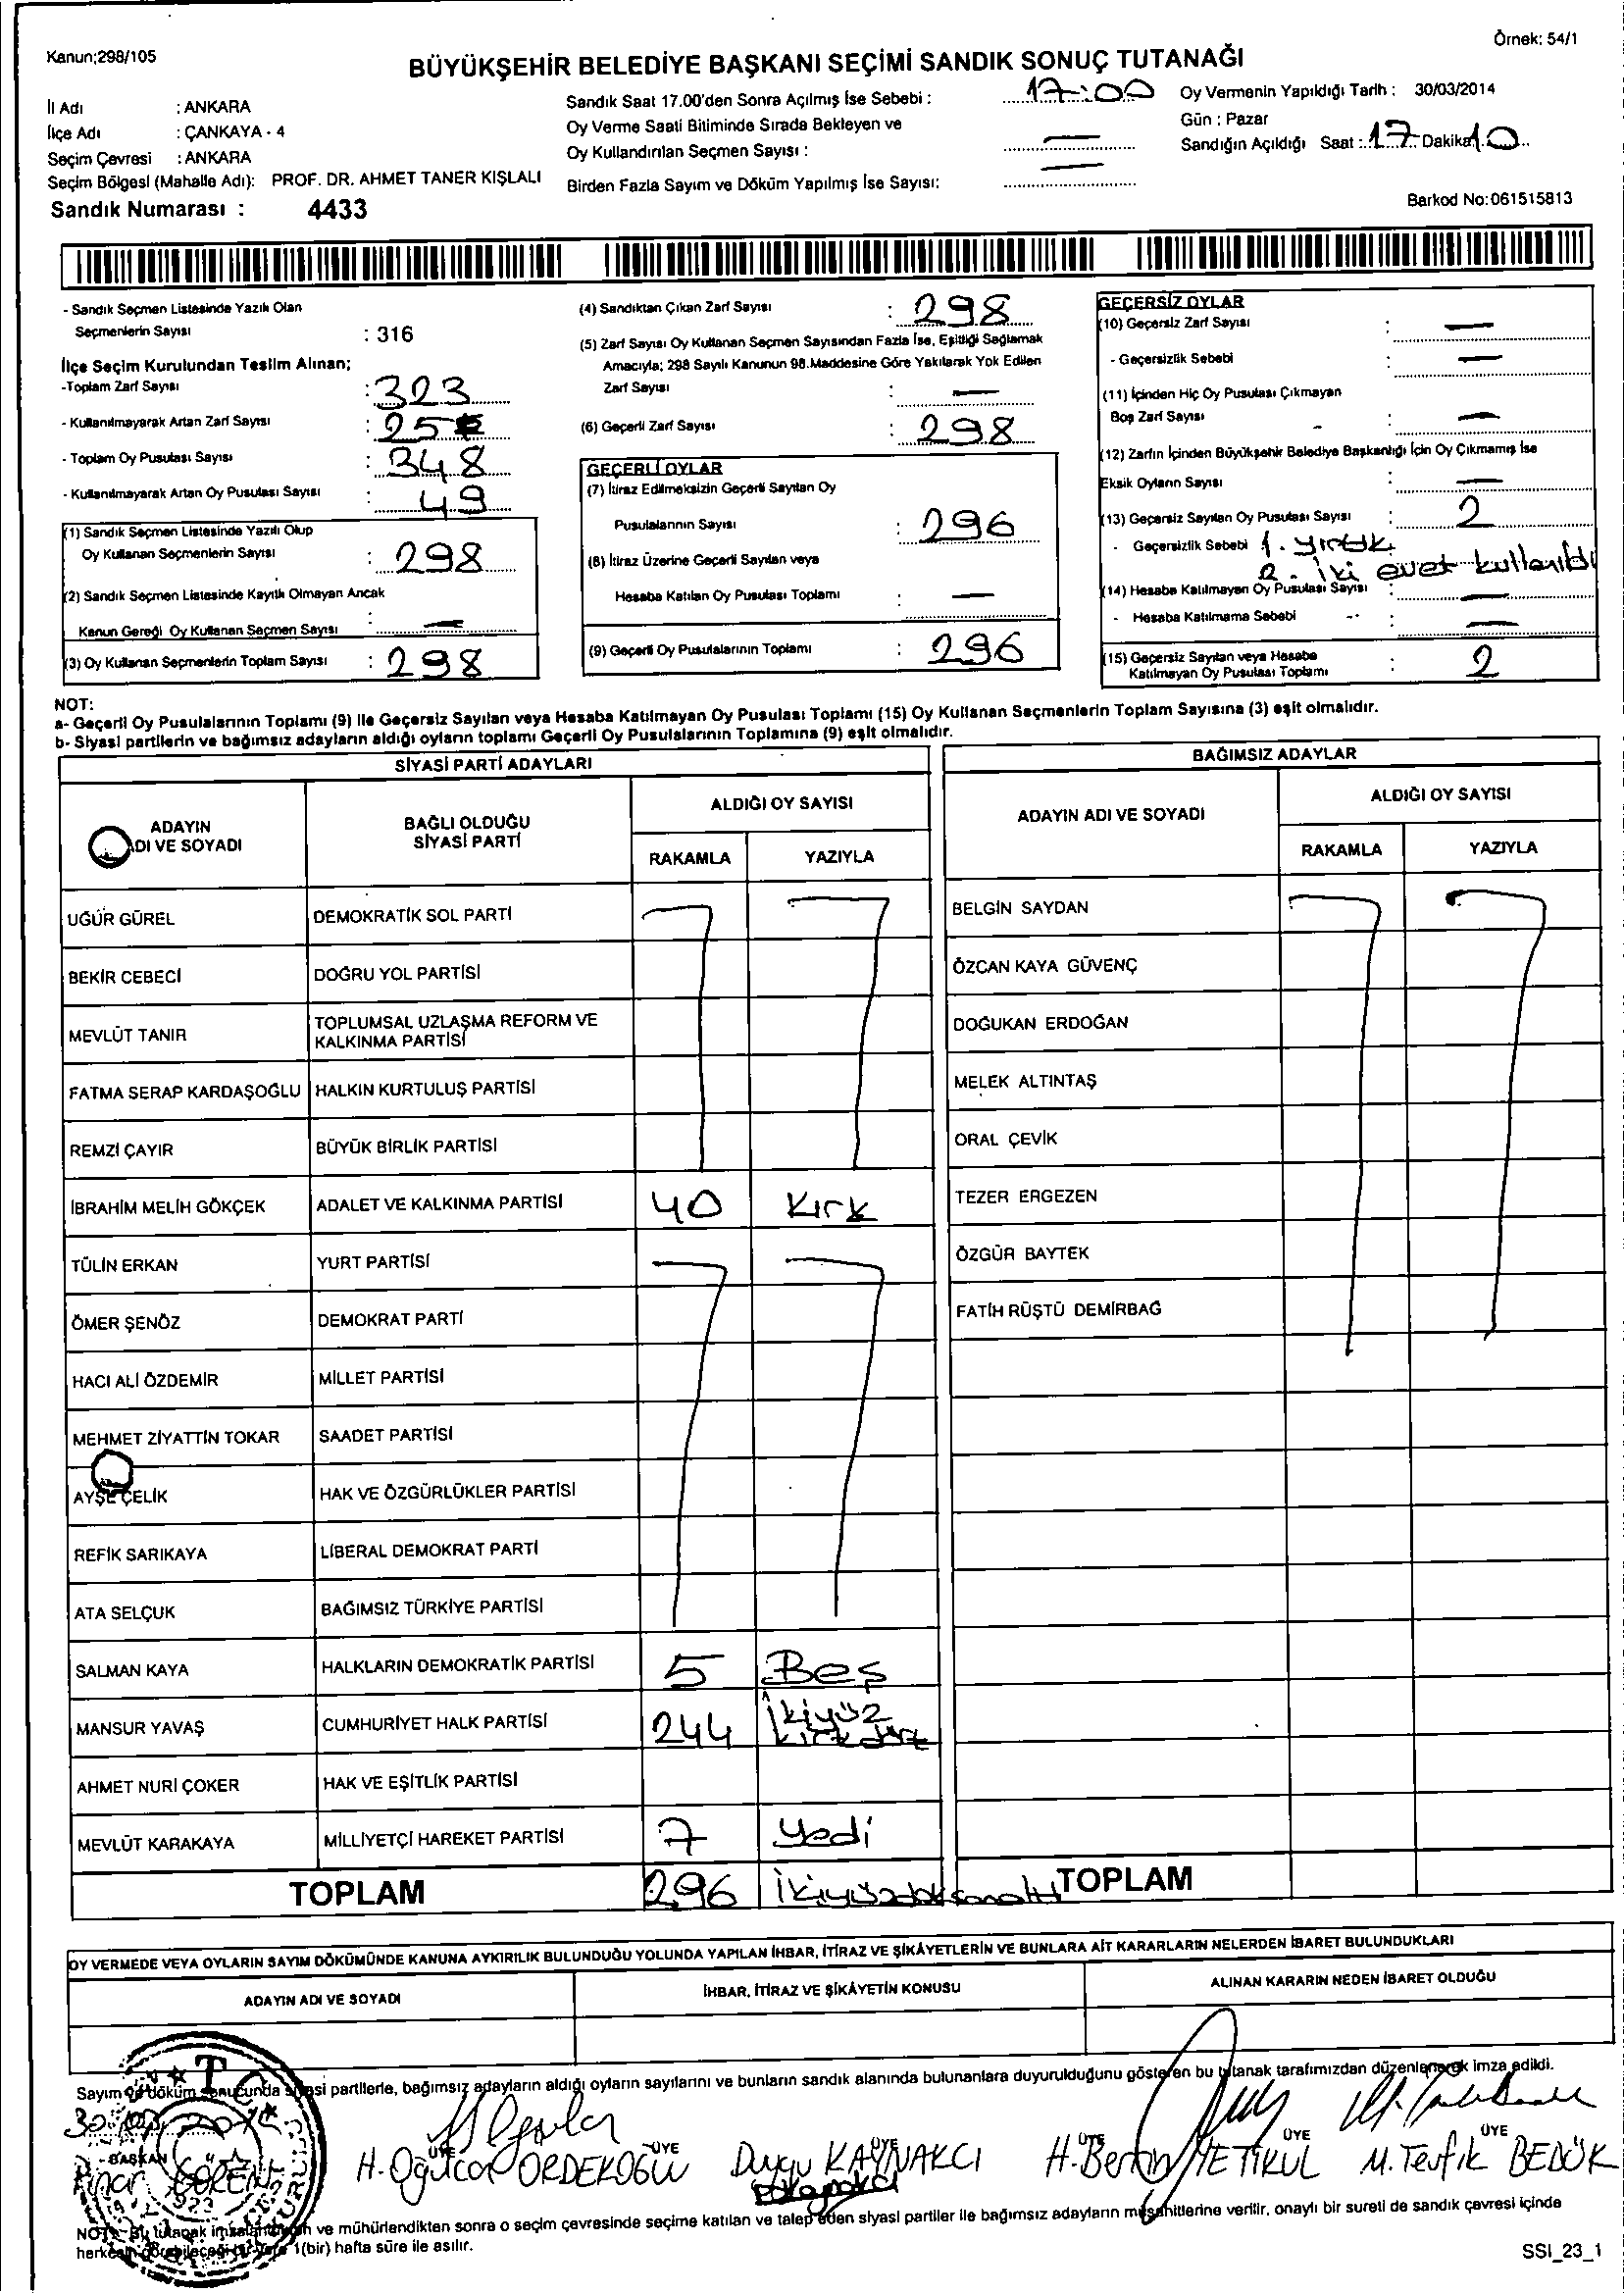 Kanun;298/105
Örnek: 54/1
BÜYÜKŞEHİR BELEDİYE BAŞKANI SEÇİMİ SANDIK SONUÇ TUTANAĞI
İl Adı : ANKARA
İlçe Adı : ÇANKAYA - 4
Seçim Çevresi : ANKARA
Seçim Bölgesi (Mahalle Adı): PROF. DR. AHMET TANER KIŞLALI
Sandık Numarası : 4433
Sandık Saat 17.00'den Sonra Açılmış İse Sebebi : 17:00
Oy Verme Saati Bitiminde Sırada Bekleyen ve
Oy Kullandırılan Seçmen Sayısı : —
Birden Fazla Sayım ve Döküm Yapılmış İse Sayısı: —
Oy Vermenin Yapıldığı Tarih : 30/03/2014
Gün : Pazar
Sandığın Açıldığı Saat : 17 Dakika 10
Barkod No:061515813
- Sandık Seçmen Listesinde Yazılı Olan
Seçmenlerin Sayısı : 316
İlçe Seçim Kurulundan Teslim Alınan;
-Toplam Zarf Sayısı : 323
- Kullanılmayarak Artan Zarf Sayısı : 25
- Toplam Oy Pusulası Sayısı : 348
- Kullanılmayarak Artan Oy Pusulası Sayısı : 49
(1) Sandık Seçmen Listesinde Yazılı Olup
Oy Kullanan Seçmenlerin Sayısı : 298
(2) Sandık Seçmen Listesinde Kayıtlı Olmayan Ancak
Kanun Gereği Oy Kullanan Seçmen Sayısı : —
(3) Oy Kullanan Seçmenlerin Toplam Sayısı : 298
(4) Sandıktan Çıkan Zarf Sayısı : 298
(5) Zarf Sayısı Oy Kullanan Seçmen Sayısından Fazla İse, Eşitliği Sağlamak
Amacıyla; 298 Sayılı Kanunun 98.Maddesine Göre Yakılarak Yok Edilen
Zarf Sayısı : —
(6) Geçerli Zarf Sayısı : 298
GEÇERLİ OYLAR
(7) İtiraz Edilmeksizin Geçerli Sayılan Oy
Pusulalarının Sayısı : 296
(8) İtiraz Üzerine Geçerli Sayılan veya
Hesaba Katılan Oy Pusulası Toplamı : —
(9) Geçerli Oy Pusulalarının Toplamı : 296
GEÇERSİZ OYLAR
(10) Geçersiz Zarf Sayısı : —
- Geçersizlik Sebebi : —
(11) İçinden Hiç Oy Pusulası Çıkmayan
Boş Zarf Sayısı : —
(12) Zarfın İçinden Büyükşehir Belediye Başkanlığı İçin Oy Çıkmamış İse
Eksik Oyların Sayısı : —
(13) Geçersiz Sayılan Oy Pusulası Sayısı : 2
- Geçersizlik Sebebi 1. yırtık
2. iki evet kullanıldı
(14) Hesaba Katılmayan Oy Pusulası Sayısı : —
- Hesaba Katılmama Sebebi : —
(15) Geçersiz Sayılan veya Hesaba
Katılmayan Oy Pusulası Toplamı : 2
NOT:
a- Geçerli Oy Pusulalarının Toplamı (9) ile Geçersiz Sayılan veya Hesaba Katılmayan Oy Pusulası Toplamı (15) Oy Kullanan Seçmenlerin Toplam Sayısına (3) eşit olmalıdır.
b- Siyasi partilerin ve bağımsız adayların aldığı oyların toplamı Geçerli Oy Pusulalarının Toplamına (9) eşit olmalıdır.
SİYASİ PARTİ ADAYLARI
ADAYIN
ADI VE SOYADI
BAĞLI OLDUĞU
SİYASİ PARTİ
ALDIĞI OY SAYISI
RAKAMLA YAZIYLA
UĞUR GÜREL DEMOKRATİK SOL PARTİ
BEKİR CEBECİ DOĞRU YOL PARTİSİ
MEVLÜT TANIR TOPLUMSAL UZLAŞMA REFORM VE
KALKINMA PARTİSİ
FATMA SERAP KARDAŞOĞLU HALKIN KURTULUŞ PARTİSİ
REMZİ ÇAYIR BÜYÜK BİRLİK PARTİSİ
İBRAHİM MELİH GÖKÇEK ADALET VE KALKINMA PARTİSİ 40 Kırk
TÜLİN ERKAN YURT PARTİSİ
ÖMER ŞENÖZ DEMOKRAT PARTİ
HACI ALİ ÖZDEMİR MİLLET PARTİSİ
MEHMET ZİYATTİN TOKAR SAADET PARTİSİ
AYŞE ÇELİK HAK VE ÖZGÜRLÜKLER PARTİSİ
REFİK SARIKAYA LİBERAL DEMOKRAT PARTİ
ATA SELÇUK BAĞIMSIZ TÜRKİYE PARTİSİ
SALMAN KAYA HALKLARIN DEMOKRATİK PARTİSİ 5 Beş
MANSUR YAVAŞ CUMHURİYET HALK PARTİSİ 244 İkiyüz
kırkdört
AHMET NURİ ÇOKER HAK VE EŞİTLİK PARTİSİ
MEVLÜT KARAKAYA MİLLİYETÇİ HAREKET PARTİSİ 7 Yedi
TOPLAM 296 İkiyüzdoksanaltı
BAĞIMSIZ ADAYLAR
ADAYIN ADI VE SOYADI
ALDIĞI OY SAYISI
RAKAMLA YAZIYLA
BELGİN SAYDAN
ÖZCAN KAYA GÜVENÇ
DOĞUKAN ERDOĞAN
MELEK ALTINTAŞ
ORAL ÇEVİK
TEZER ERGEZEN
ÖZGÜR BAYTEK
FATİH RÜŞTÜ DEMİRBAĞ
TOPLAM
OY VERMEDE VEYA OYLARIN SAYIM DÖKÜMÜNDE KANUNA AYKIRILIK BULUNDUĞU YOLUNDA YAPILAN İHBAR, İTİRAZ VE ŞİKÂYETLERİN VE BUNLARA AİT KARARLARIN NELERDEN İBARET BULUNDUKLARI
ADAYIN ADI VE SOYADI
İHBAR, İTİRAZ VE ŞİKÂYETİN KONUSU
ALINAN KARARIN NEDEN İBARET OLDUĞU
Sayım ve döküm sonucunda siyasi partilerle, bağımsız adayların aldığı oyların sayılarını ve bunların sandık alanında bulunanlara duyurulduğunu gösteren bu tutanak tarafımızdan düzenlenerek imza edildi.
BAŞKAN ÜYE ÜYE ÜYE ÜYE ÜYE
H. Oğulcan ÖRDEKOĞLU Duygu KAYNAKCI H. Berkin YETİKUL M. Tevfik BEDÜK
NOT: Bu tutanak imzalandıktan ve mühürlendikten sonra o seçim çevresinde seçime katılan ve talep eden siyasi partiler ile bağımsız adayların müşahitlerine verilir, onaylı bir sureti de sandık çevresi içinde
herkesin görebileceği bir yere 1(bir) hafta süre ile asılır.
SSI_23_1